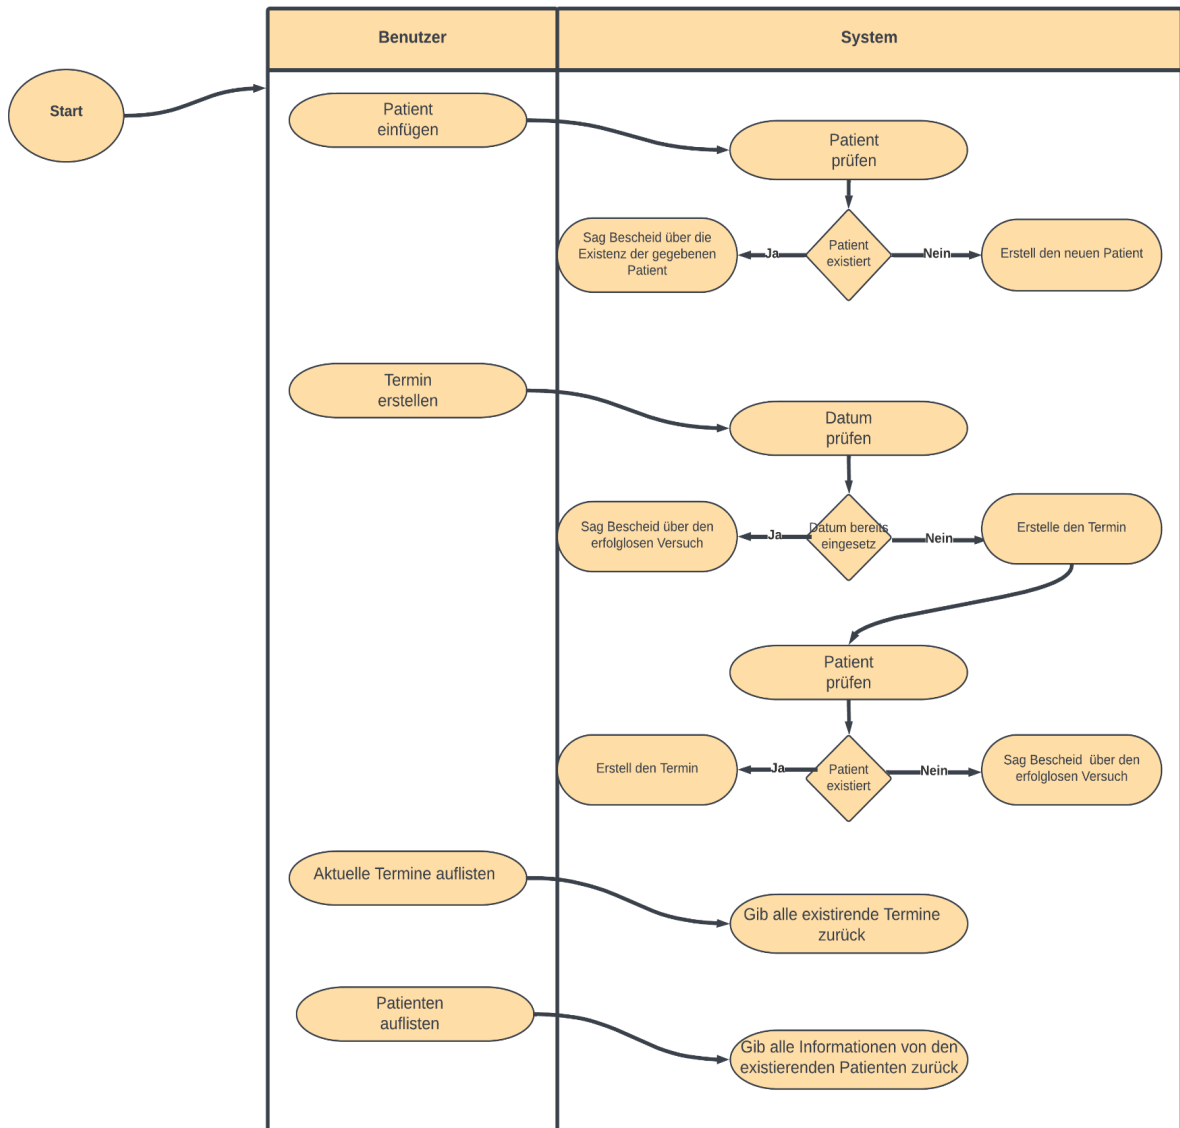 Benutzer
System
Start
Patient
einfügen
Patient
prüfen
Sag Bescheid über die
Existenz der gegebenen
Patient
Ja
Patient
existiert
Nein
Erstell den neuen Patient
Termin
erstellen
Datum
prüfen
Sag Bescheid über den
erfolglosen Versuch
Ja
Datum bereits
eingesetz
Nein
Erstelle den Termin
Patient
prüfen
Erstell den Termin
Ja
Patient
existiert
Nein
Sag Bescheid über den
erfolglosen Versuch
Aktuelle Termine auflisten
Gib alle existirende Termine
zurück
Patienten
auflisten
Gib alle Informationen von den
existierenden Patienten zurück